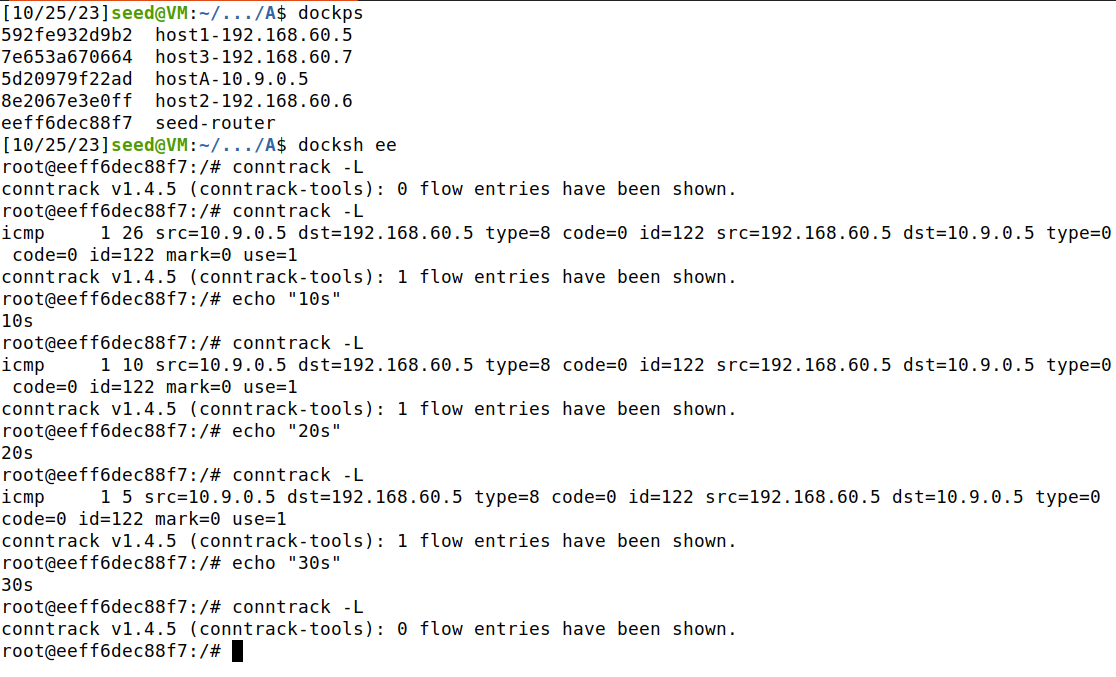 [10/25/23]seed@VM:~/.../A$ dockps
592fe932d9b2  host1-192.168.60.5
7e653a670664  host3-192.168.60.7
5d20979f22ad  hostA-10.9.0.5
8e2067e3e0ff  host2-192.168.60.6
eeff6dec88f7  seed-router
[10/25/23]seed@VM:~/.../A$ docksh ee
root@eeff6dec88f7:/# conntrack -L
conntrack v1.4.5 (conntrack-tools): 0 flow entries have been shown.
root@eeff6dec88f7:/# conntrack -L
icmp     1 26 src=10.9.0.5 dst=192.168.60.5 type=8 code=0 id=122 src=192.168.60.5 dst=10.9.0.5 type=0
 code=0 id=122 mark=0 use=1
conntrack v1.4.5 (conntrack-tools): 1 flow entries have been shown.
root@eeff6dec88f7:/# echo "10s"
10s
root@eeff6dec88f7:/# conntrack -L
icmp     1 10 src=10.9.0.5 dst=192.168.60.5 type=8 code=0 id=122 src=192.168.60.5 dst=10.9.0.5 type=0
 code=0 id=122 mark=0 use=1
conntrack v1.4.5 (conntrack-tools): 1 flow entries have been shown.
root@eeff6dec88f7:/# echo "20s"
20s
root@eeff6dec88f7:/# conntrack -L
icmp     1 5 src=10.9.0.5 dst=192.168.60.5 type=8 code=0 id=122 src=192.168.60.5 dst=10.9.0.5 type=0
code=0 id=122 mark=0 use=1
conntrack v1.4.5 (conntrack-tools): 1 flow entries have been shown.
root@eeff6dec88f7:/# echo "30s"
30s
root@eeff6dec88f7:/# conntrack -L
conntrack v1.4.5 (conntrack-tools): 0 flow entries have been shown.
root@eeff6dec88f7:/#